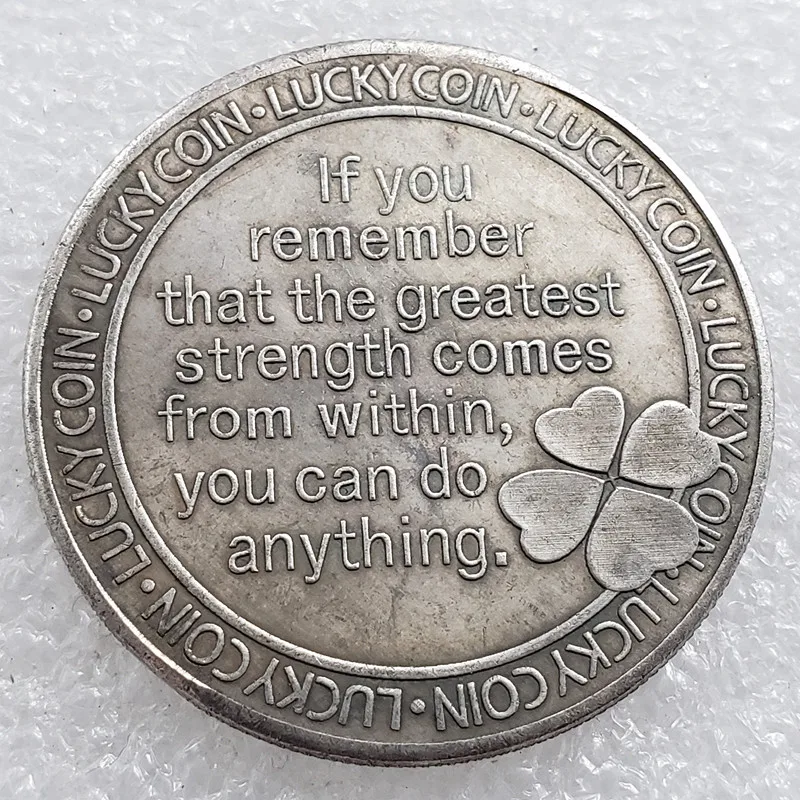 LUCKY COIN · LUCKY COIN · LUCKY COIN · LUCKY COIN · LUCKY COIN · LUCKY COIN · LUCKY COIN ·
If you
remember
that the greatest
strength comes
from within,
you can do
anything.